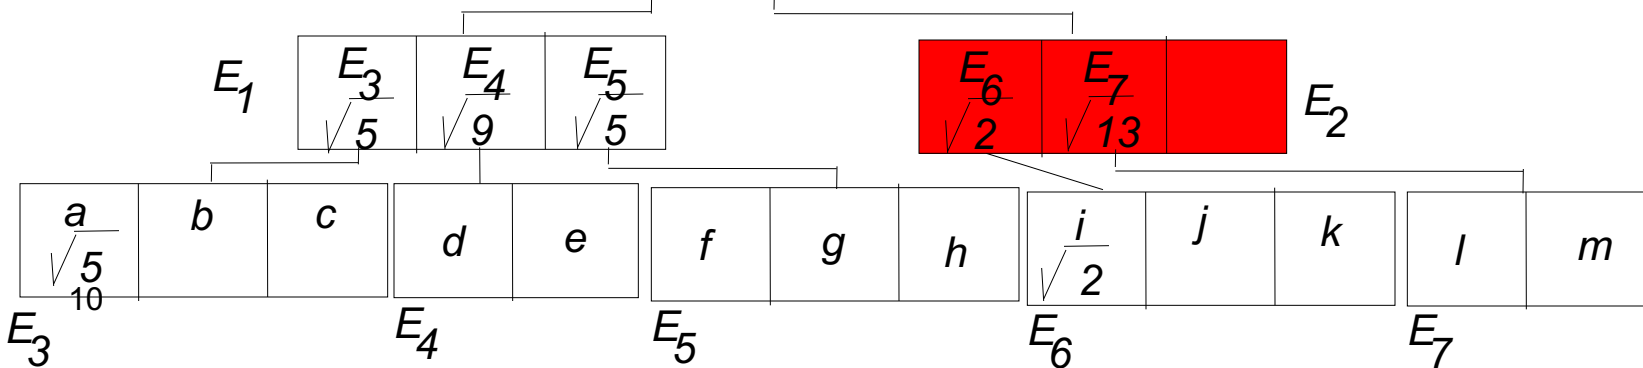 E1 E3 √5 E4 √9 E5 √5
E6 √2 E7 √13 E2
a √5 b c d e f g h i √2 j k l m
10
E3 E4 E5 E6 E7